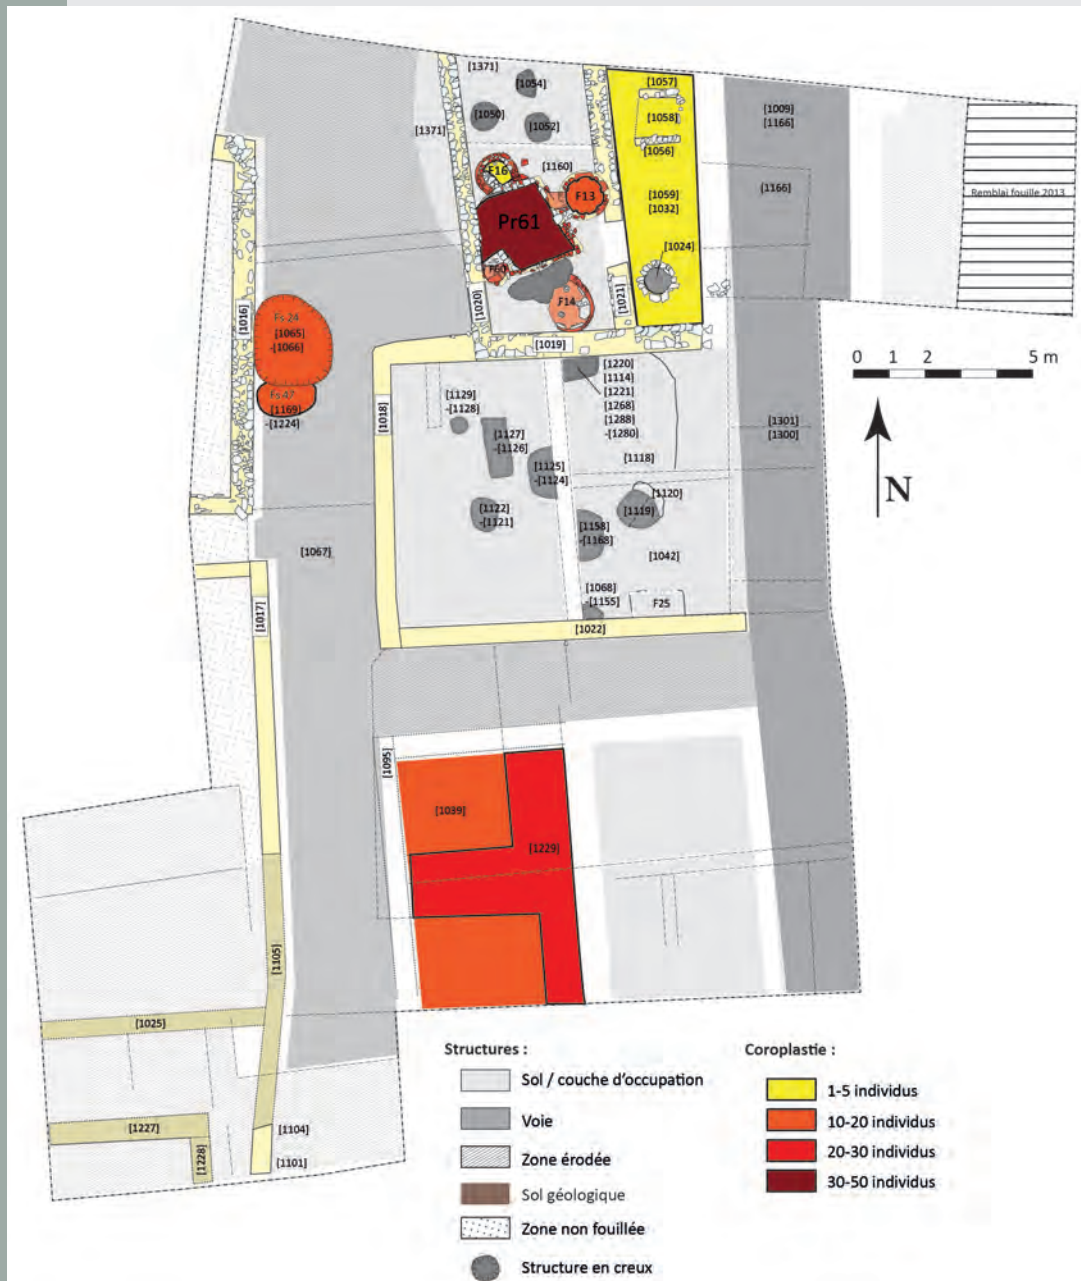 [1371]
[1054]
[1050]
[1052]
[1371]
[1160]
F16
F13
Pr61
F60
F14
[1020]
[1021]
[1019]
[1057]
[1058]
[1056]
[1059]
[1032]
[1024]
[1009]
[1166]
[1166]
Remblai fouille 2013
[1016]
Fs 24
[1065]
-[1066]
Fs 47
[1169]
-[1224]
0 1 2 5 m
N
[1018]
[1129]
-[1128]
[1127]
-[1126]
[1125]
-[1124]
[1122]
-[1121]
[1220]
[1114]
[1221]
[1268]
[1288]
-[1280]
[1118]
[1120]
[1119]
[1158]
-[1168]
[1042]
[1068]
-[1155]
F25
[1022]
[1301]
[1300]
[1067]
[1017]
[1095]
[1039]
[1229]
[1105]
[1025]
[1227]
[1228]
[1104]
[1101]
Structures :
Sol / couche d'occupation
Voie
Zone érodée
Sol géologique
Zone non fouillée
Structure en creux
Coroplastie :
1-5 individus
10-20 individus
20-30 individus
30-50 individus